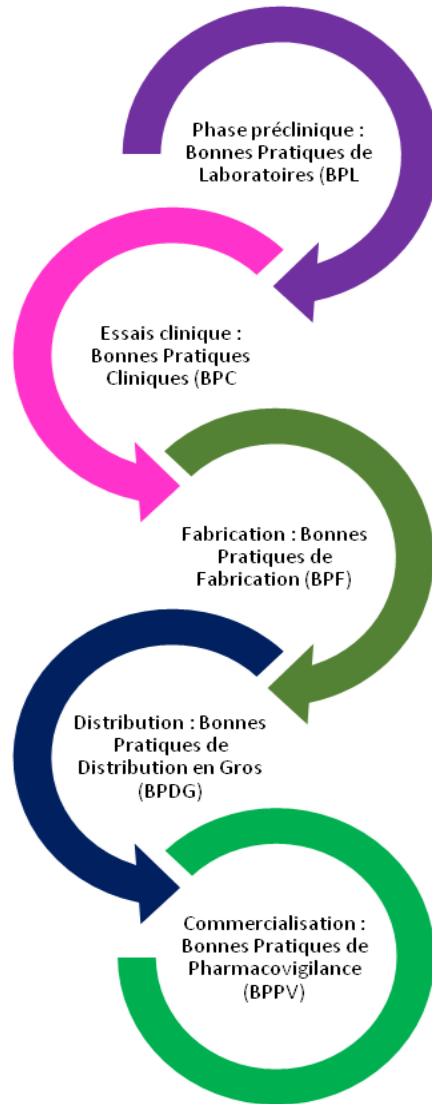 Phase préclinique :
Bonnes Pratiques de
Laboratoires (BPL
Essais clinique :
Bonnes Pratiques
Cliniques (BPC
Fabrication : Bonnes
Pratiques de
Fabrication (BPF)
Distribution : Bonnes
Pratiques de
Distribution en Gros
(BPDG)
Commercialisation :
Bonnes Pratiques de
Pharmacovigilance
(BPPV)